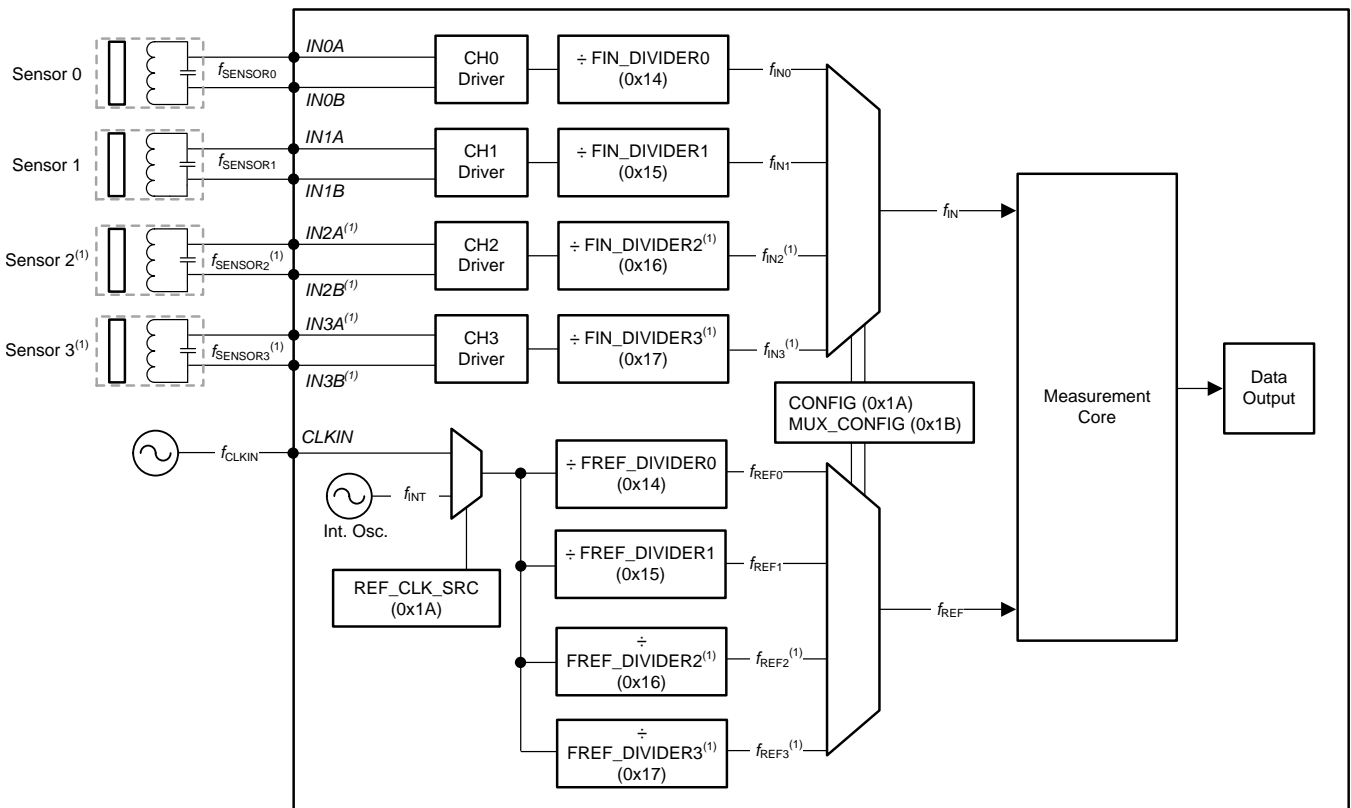 Sensor 0
fSENSOR0
IN0A
IN0B
CH0
Driver
÷ FIN_DIVIDER0
(0x14)
fIN0
Sensor 1
fSENSOR1
IN1A
IN1B
CH1
Driver
÷ FIN_DIVIDER1
(0x15)
fIN1
Sensor 2(1)
fSENSOR2(1)
IN2A(1)
IN2B(1)
CH2
Driver
÷ FIN_DIVIDER2(1)
(0x16)
fIN2(1)
Sensor 3(1)
fSENSOR3(1)
IN3A(1)
IN3B(1)
CH3
Driver
÷ FIN_DIVIDER3(1)
(0x17)
fIN3(1)
fIN
CONFIG (0x1A)
MUX_CONFIG (0x1B)
Measurement
Core
Data
Output
fCLKIN
CLKIN
fINT
Int. Osc.
REF_CLK_SRC
(0x1A)
÷ FREF_DIVIDER0
(0x14)
fREF0
÷ FREF_DIVIDER1
(0x15)
fREF1
÷
FREF_DIVIDER2(1)
(0x16)
fREF2(1)
÷
FREF_DIVIDER3(1)
(0x17)
fREF3(1)
fREF